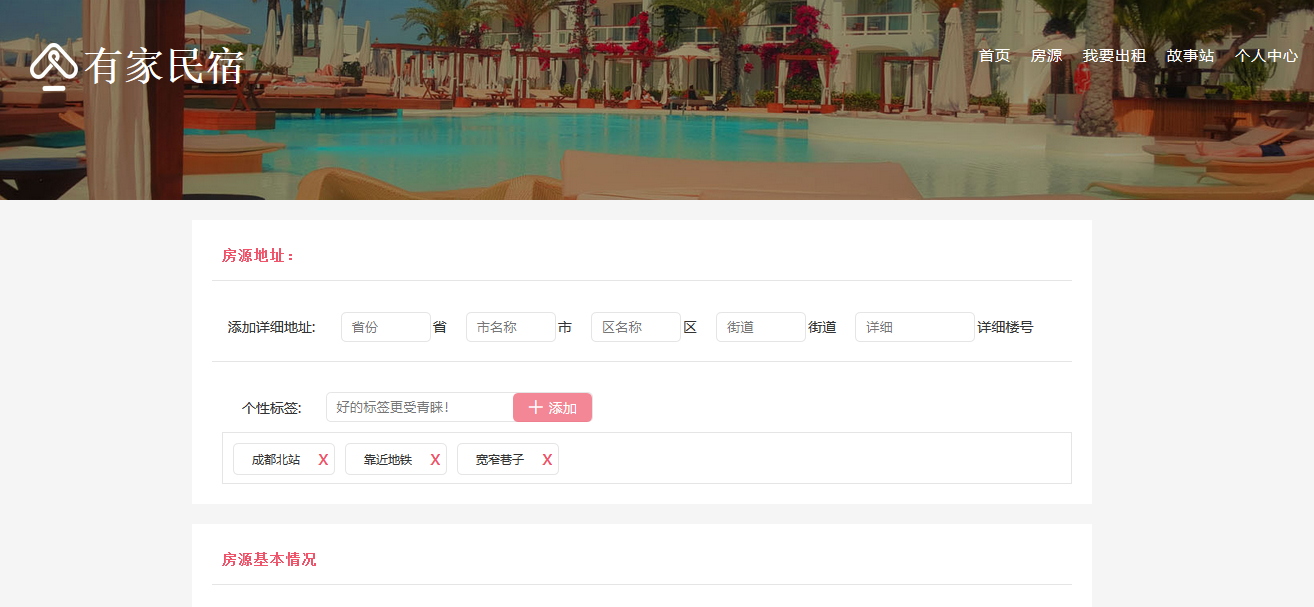 有家民宿
首页 房源 我要出租 故事站 个人中心
房源地址：
添加详细地址: 省份 省 市名称 市 区名称 区 街道 街道 详细 详细楼号
个性标签: 好的标签更受青睐! 添加
成都北站 X 靠近地铁 X 宽窄巷子 X
房源基本情况